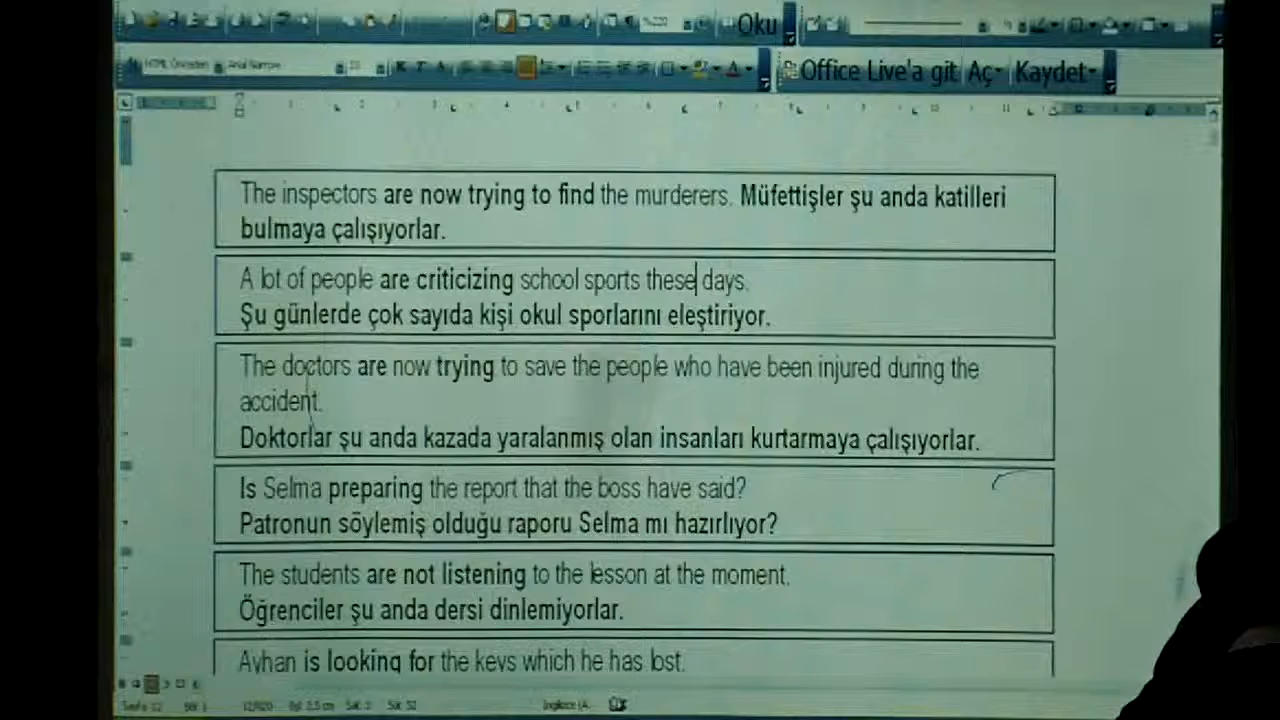 Oku
Office Live'a git Aç Kaydet
The inspectors are now trying to find the murderers. Müfettişler şu anda katilleri
bulmaya çalışıyorlar.
A lot of people are criticizing school sports these days.
Şu günlerde çok sayıda kişi okul sporlarını eleştiriyor.
The doctors are now trying to save the people who have been injured during the
accident.
Doktorlar şu anda kazada yaralanmış olan insanları kurtarmaya çalışıyorlar.
Is Selma preparing the report that the boss have said?
Patronun söylemiş olduğu raporu Selma mı hazırlıyor?
The students are not listening to the lesson at the moment.
Öğrenciler şu anda dersi dinlemiyorlar.
Ayhan is looking for the keys which he has lost.